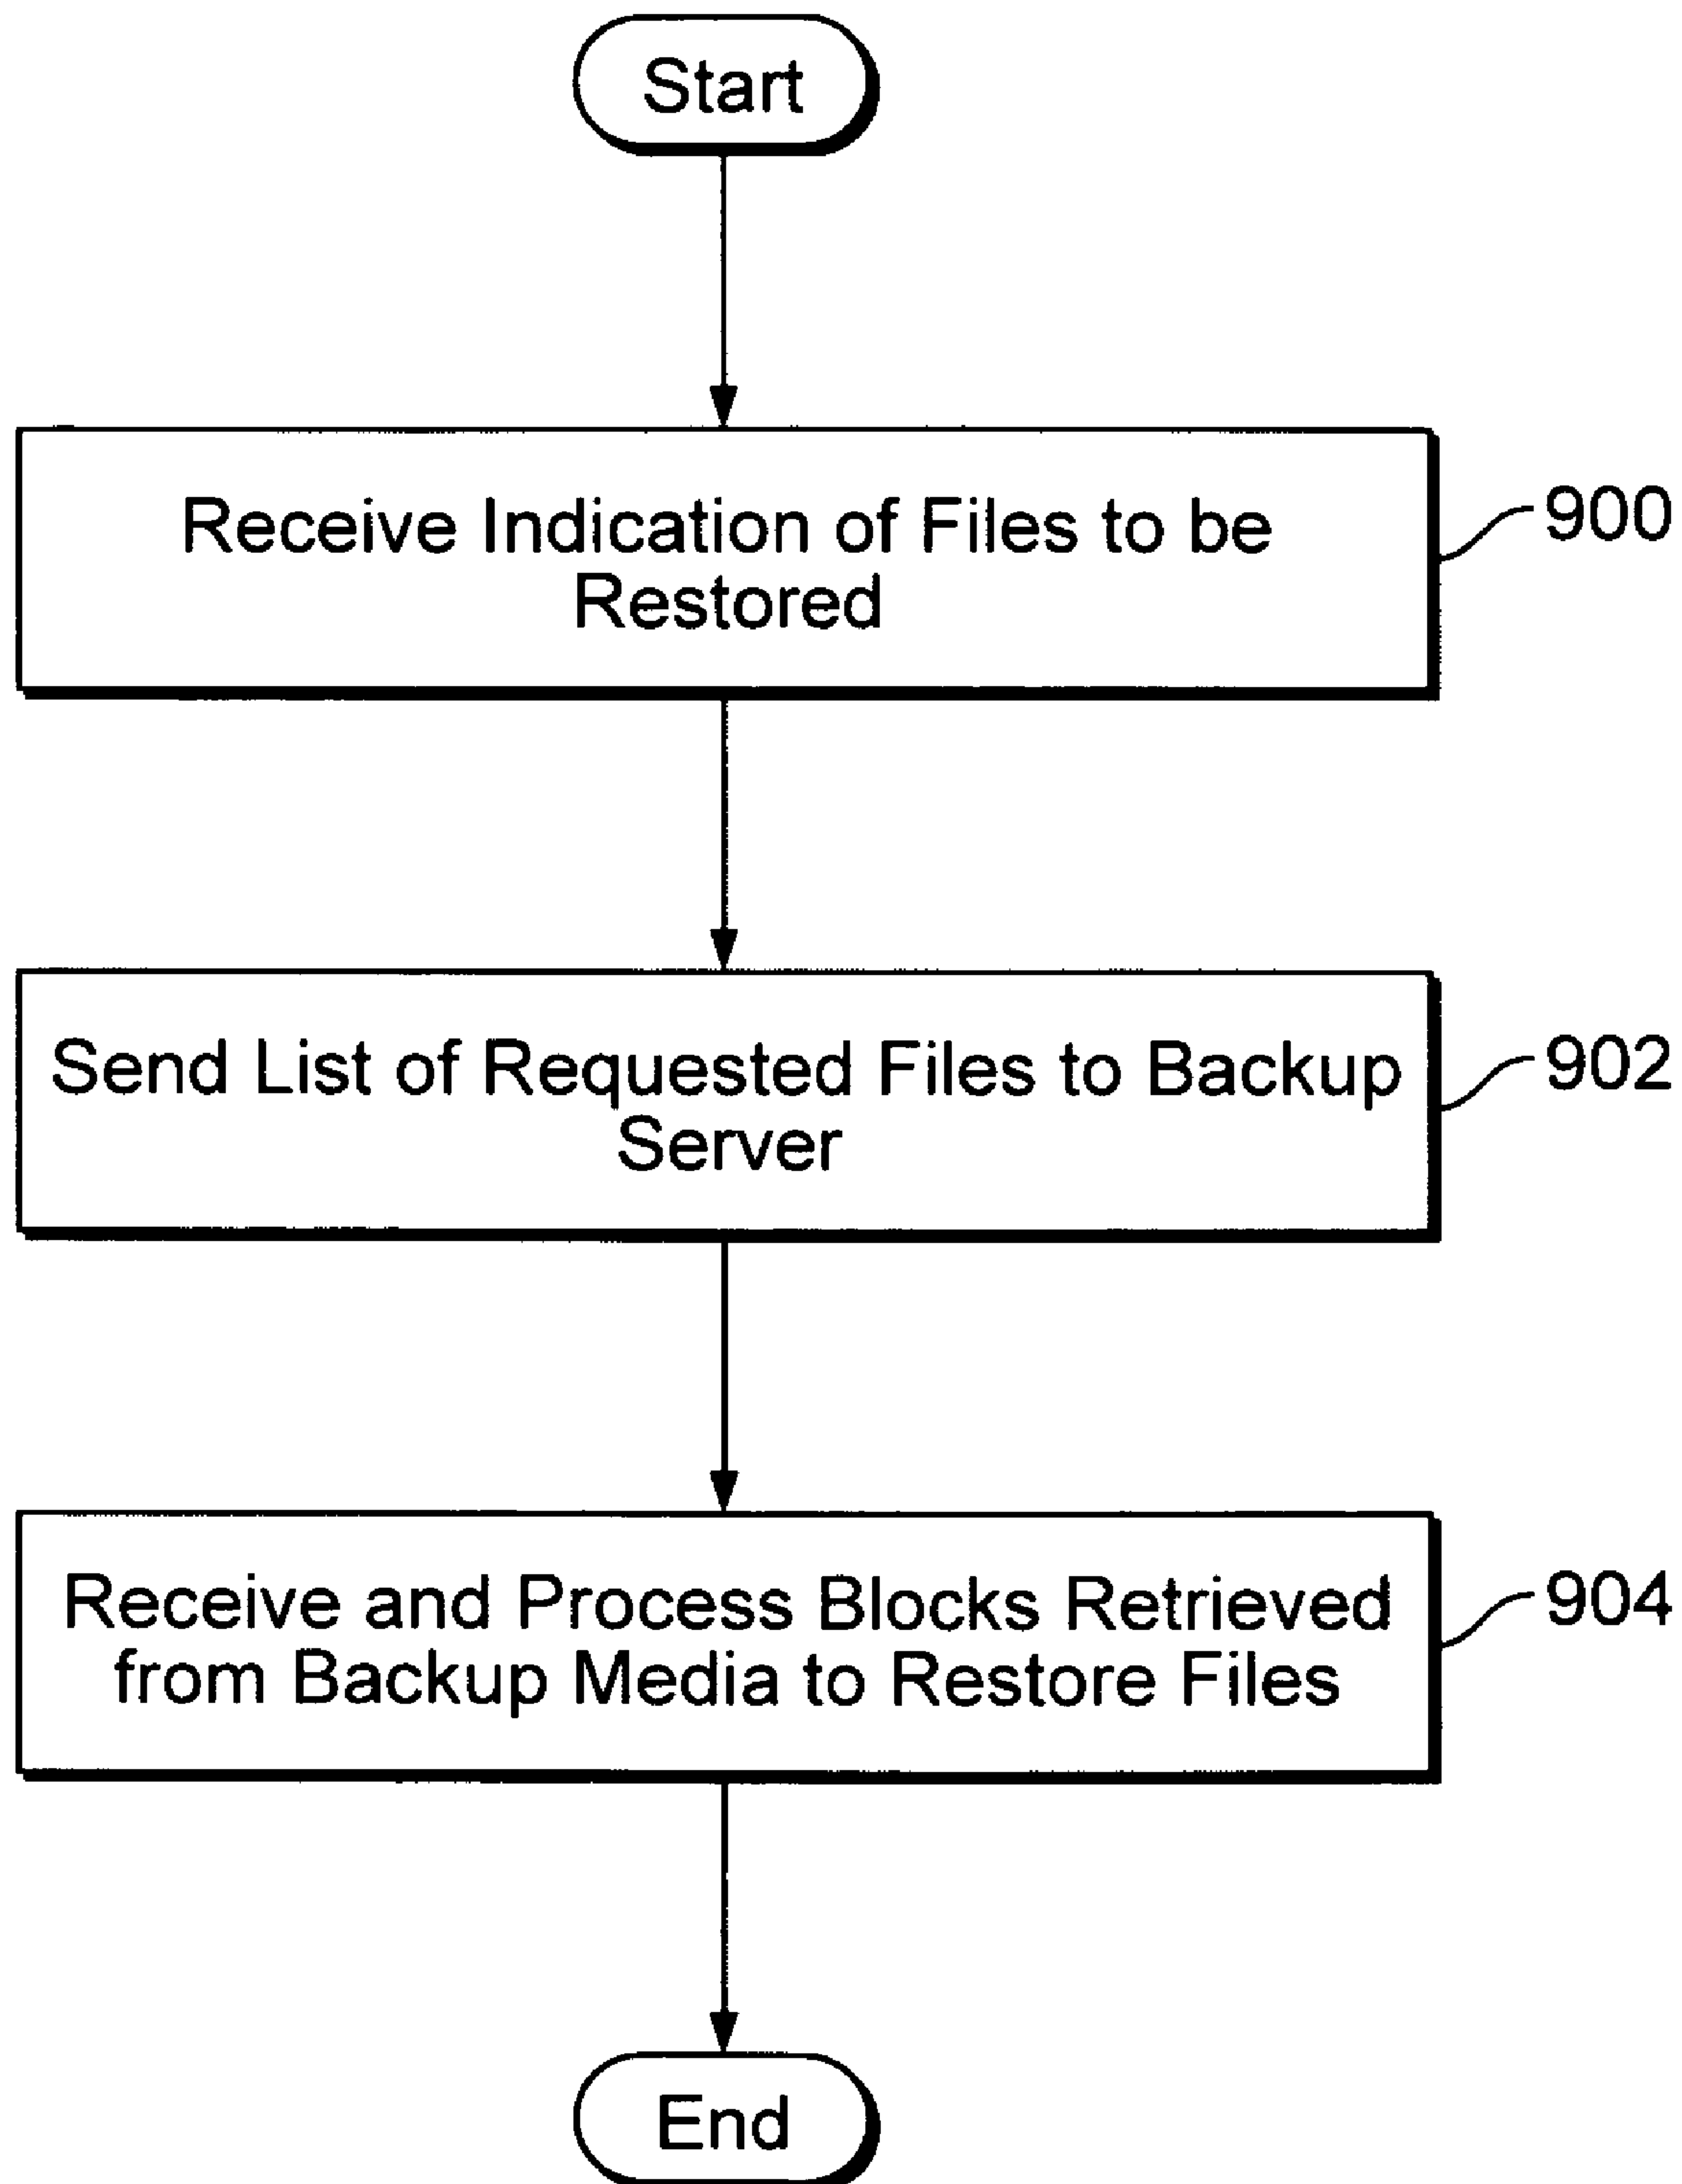 Start
Receive Indication of Files to be
Restored
900
Send List of Requested Files to Backup
Server
902
Receive and Process Blocks Retrieved
from Backup Media to Restore Files
904
End